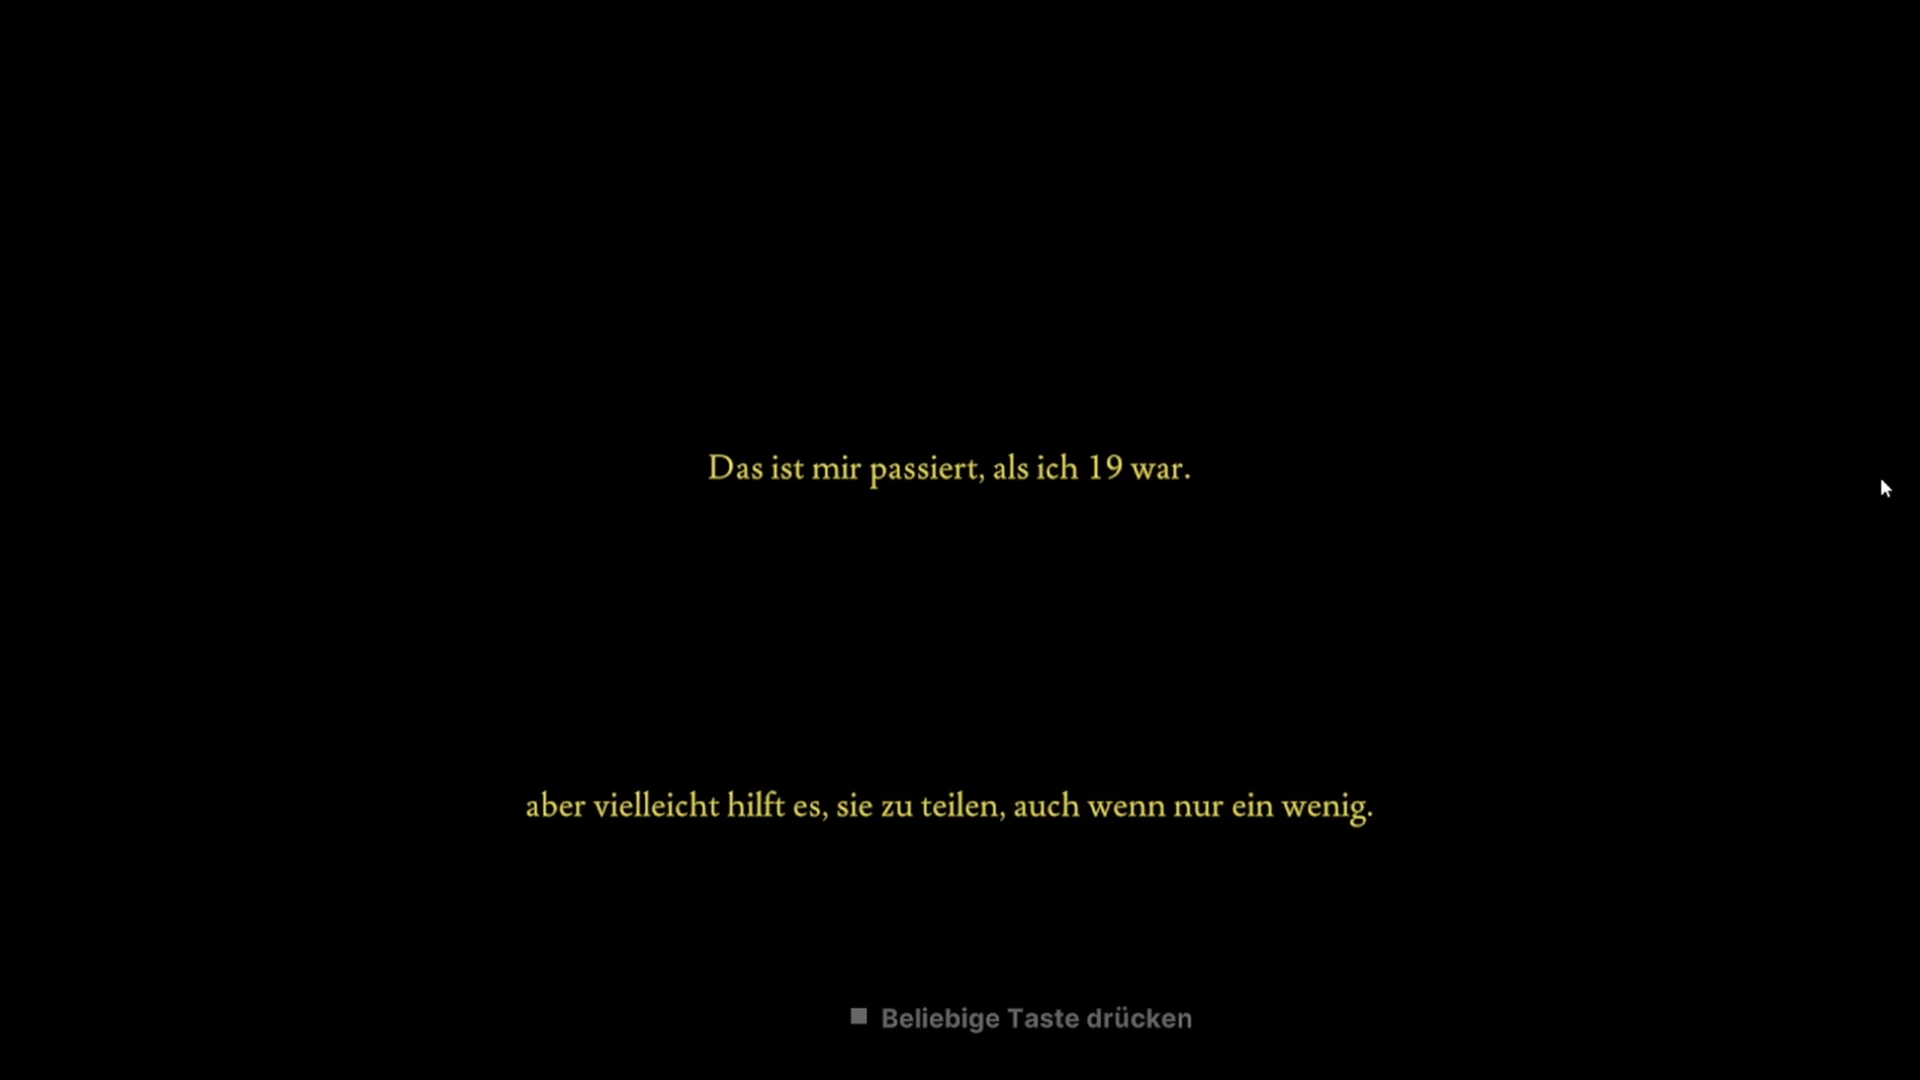 Das ist mir passiert, als ich 19 war.
aber vielleicht hilft es, sie zu teilen, auch wenn nur ein wenig.
Beliebige Taste drücken